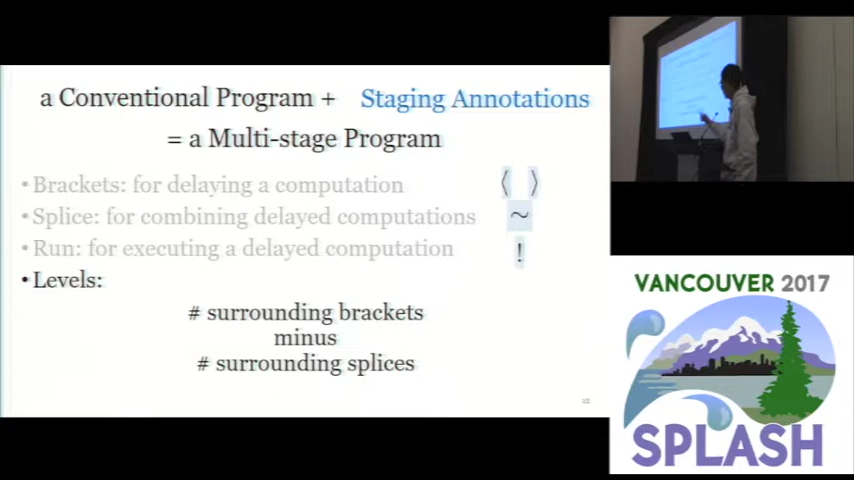 a Conventional Program + Staging Annotations
= a Multi-stage Program
• Brackets: for delaying a computation ⟨ ⟩
• Splice: for combining delayed computations ~
• Run: for executing a delayed computation !
• Levels:
# surrounding brackets
minus
# surrounding splices
VANCOUVER 2017
SPLASH